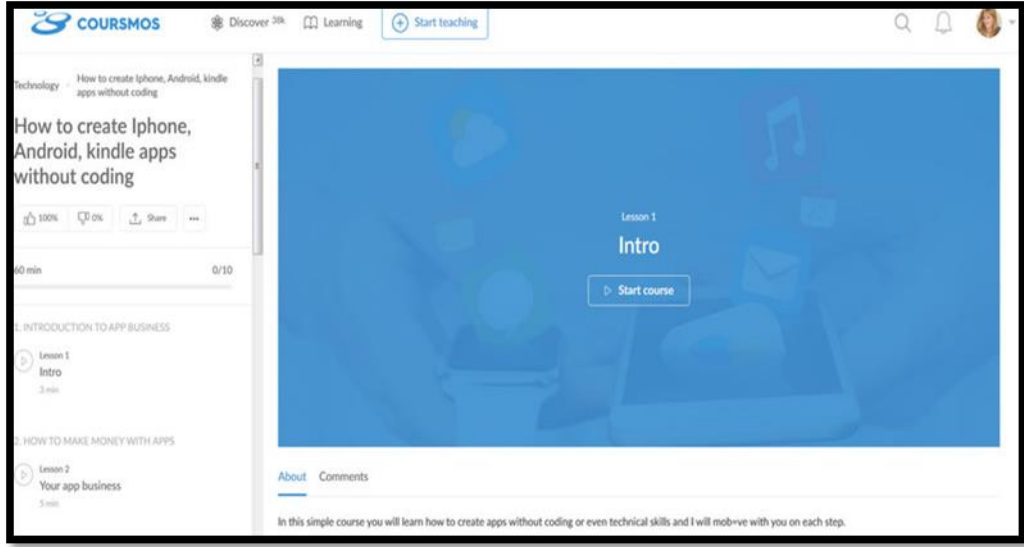 COURSMOS
Discover 38k
Learning
Start teaching
Technology
How to create Iphone, Android, kindle
apps without coding
How to create Iphone,
Android, kindle apps
without coding
100%
0%
Share
60 min
0/10
1. INTRODUCTION TO APP BUSINESS
Lesson 1
Intro
3 min
2. HOW TO MAKE MONEY WITH APPS
Lesson 2
Your app business
5 min
Lesson 1
Intro
Start course
About
Comments
In this simple course you will learn how to create apps without coding or even technical skills and I will mob=ve with you on each step.